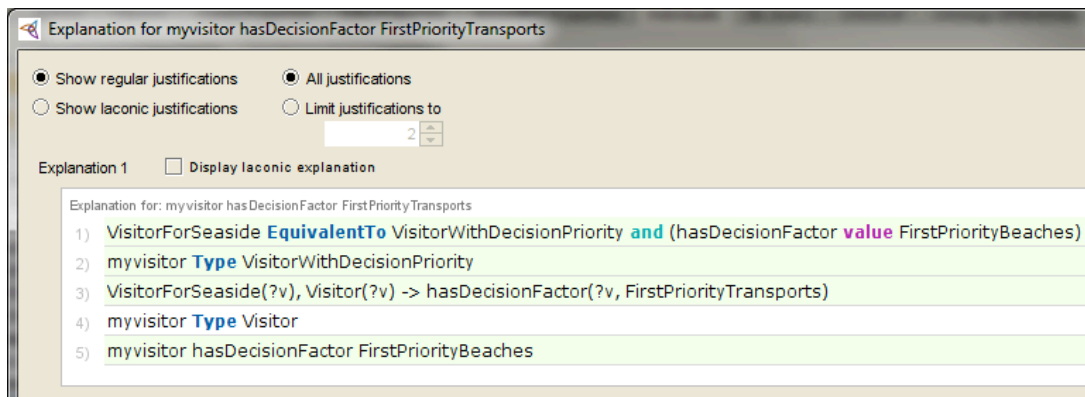 Explanation for myvisitor hasDecisionFactor FirstPriorityTransports
Show regular justifications All justifications
Show laconic justifications Limit justifications to
2
Explanation 1 Display laconic explanation
Explanation for: myvisitor hasDecisionFactor FirstPriorityTransports
1) VisitorForSeaside EquivalentTo VisitorWithDecisionPriority and (hasDecisionFactor value FirstPriorityBeaches)
2) myvisitor Type VisitorWithDecisionPriority
3) VisitorForSeaside(?v), Visitor(?v) -> hasDecisionFactor(?v, FirstPriorityTransports)
4) myvisitor Type Visitor
5) myvisitor hasDecisionFactor FirstPriorityBeaches